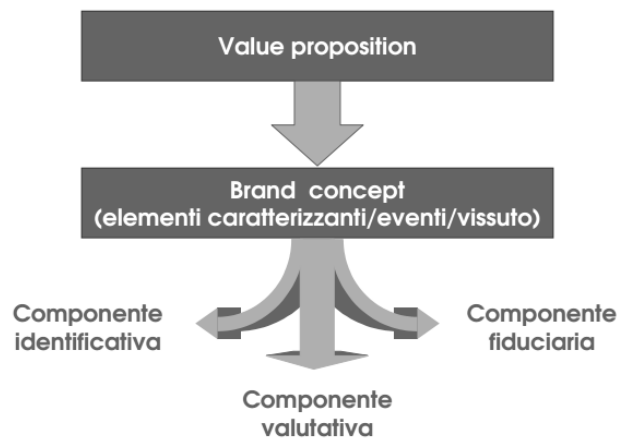 Value proposition
Brand concept
(elementi caratterizzanti/eventi/vissuto)
Componente
identificativa
Componente
fiduciaria
Componente
valutativa